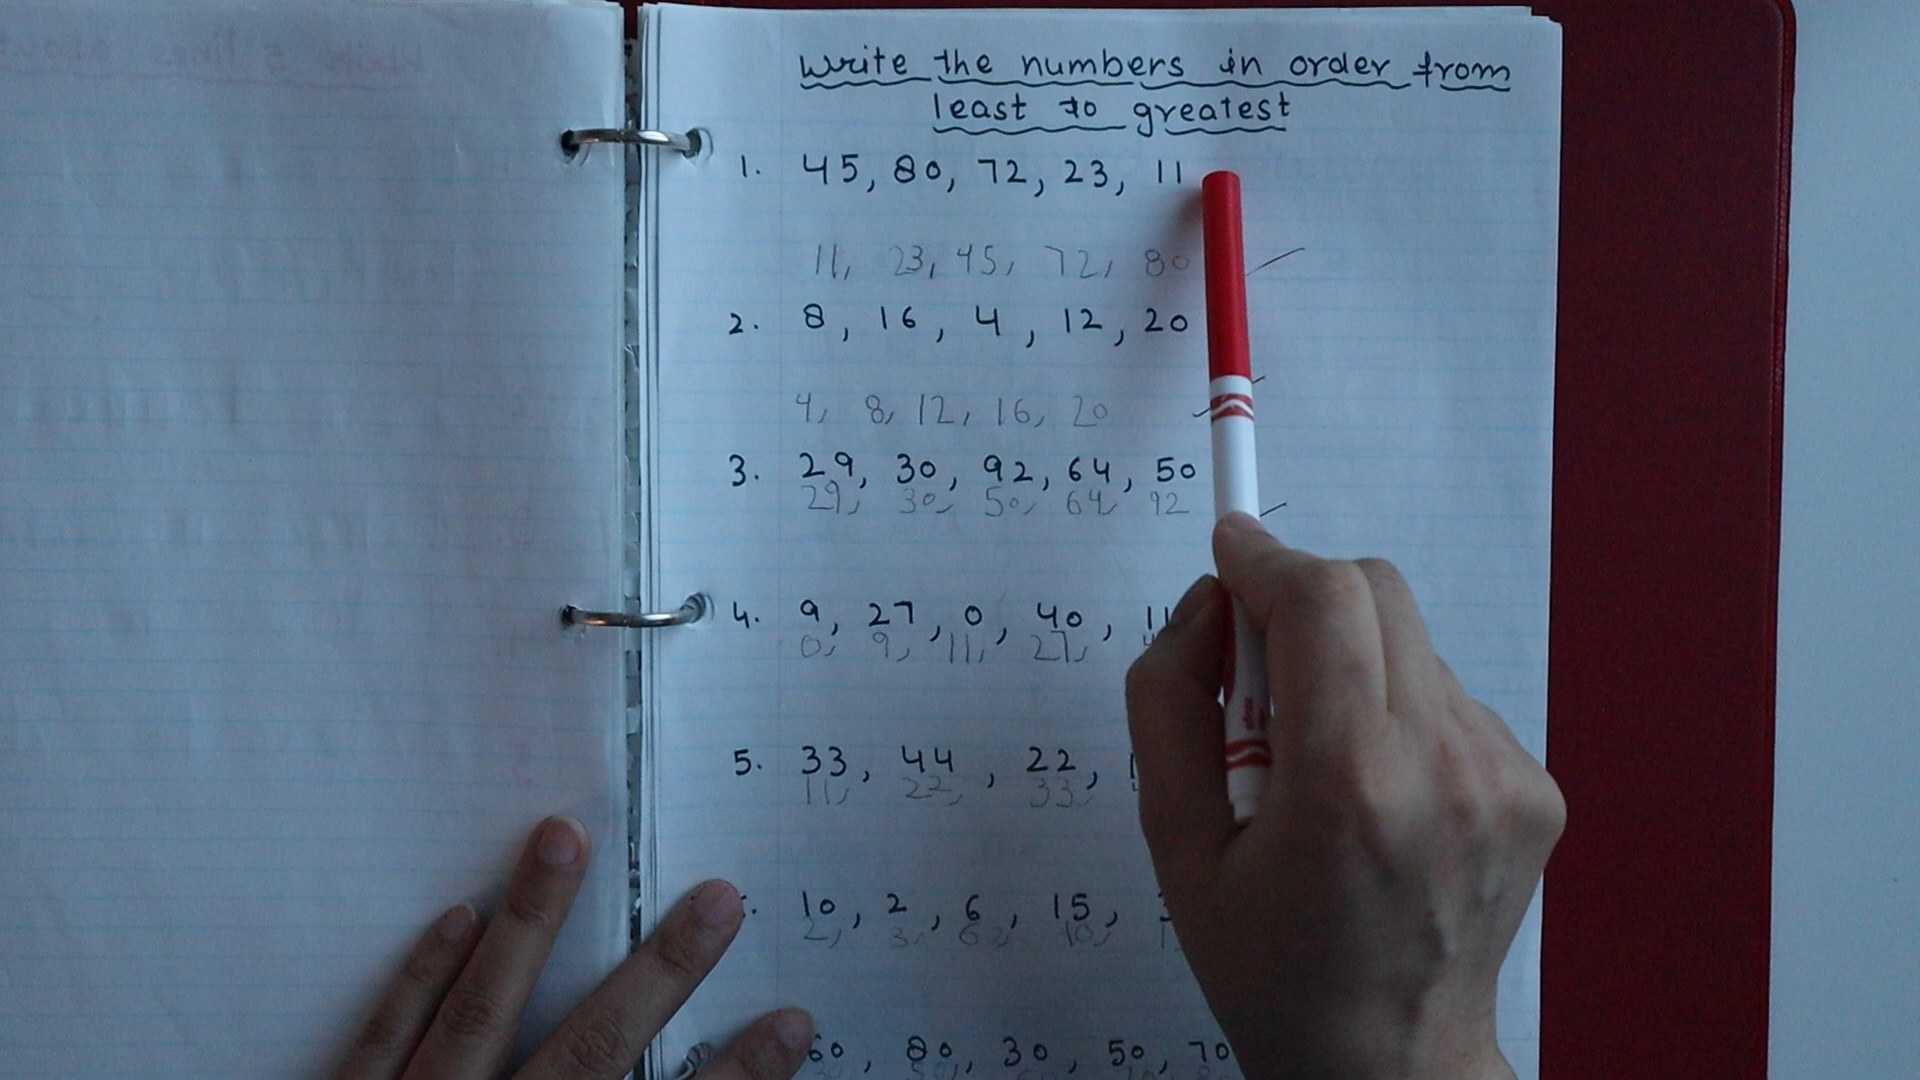 Write the numbers in order from
least to greatest
1. 45, 80, 72, 23, 11
11, 23, 45, 72, 80
2. 8, 16, 4, 12, 20
4, 8, 12, 16, 20
3. 29, 30, 92, 64, 50
29, 30, 50, 64, 92
4. 9, 27, 0, 40, 11
0, 9, 11, 27,
5. 33, 44, 22,
11, 22, 33,
10, 2, 6, 15,
2, 3, 6, 10,
60, 80, 30, 50, 70